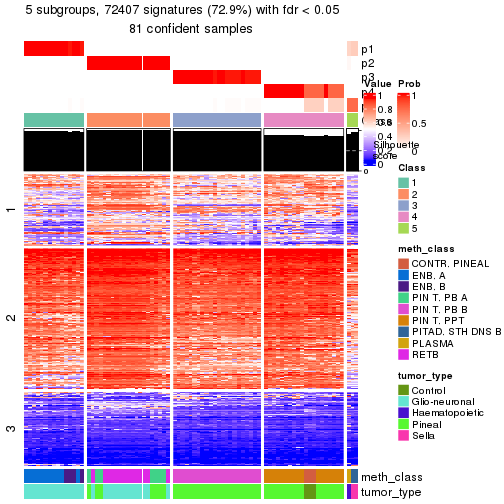 5 subgroups, 72407 signatures (72.9%) with fdr < 0.05
81 confident samples
p1
p2
p3
p4
Value
Prob
1
0.8
0.4
0.2
0
1
0.5
0
Silhouette
score
Class
1
2
3
4
5
meth_class
CONTR. PINEAL
ENB. A
ENB. B
PIN T. PB A
PIN T. PB B
PIN T. PPT
PITAD. STH DNS B
PLASMA
RETB
tumor_type
Control
Glio-neuronal
Haematopoietic
Pineal
Sella
1
2
3
meth_class
tumor_type